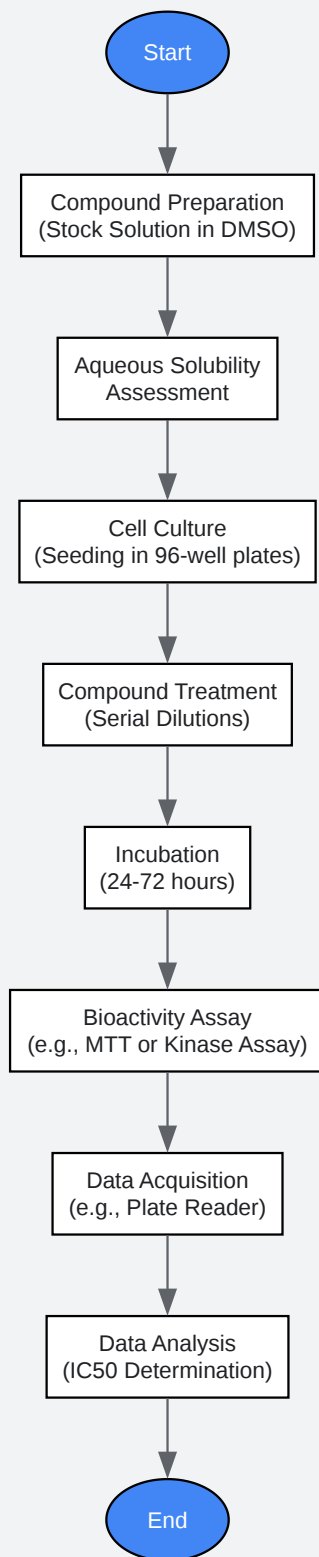 Start
Compound Preparation
(Stock Solution in DMSO)
Aqueous Solubility
Assessment
Cell Culture
(Seeding in 96-well plates)
Compound Treatment
(Serial Dilutions)
Incubation
(24-72 hours)
Bioactivity Assay
(e.g., MTT or Kinase Assay)
Data Acquisition
(e.g., Plate Reader)
Data Analysis
(IC50 Determination)
End